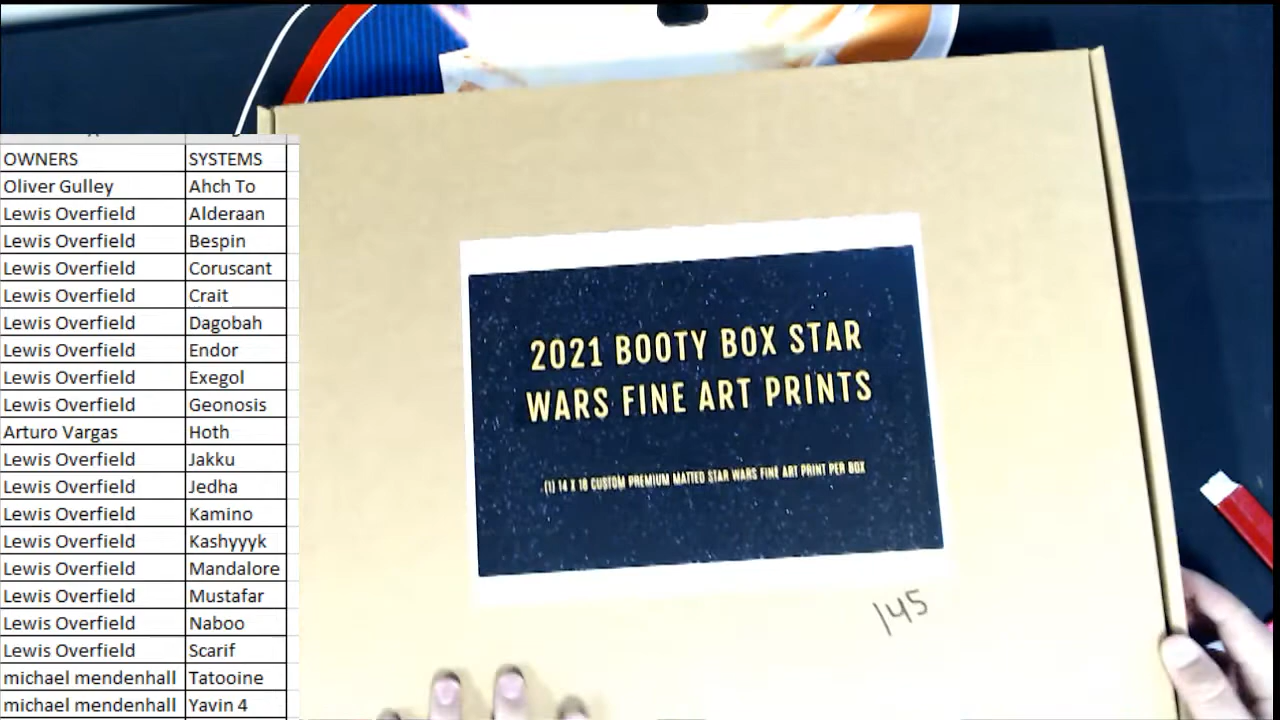 OWNERS SYSTEMS
Oliver Gulley Ahch To
Lewis Overfield Alderaan
Lewis Overfield Bespin
Lewis Overfield Coruscant
Lewis Overfield Crait
Lewis Overfield Dagobah
Lewis Overfield Endor
Lewis Overfield Exegol
Lewis Overfield Geonosis
Arturo Vargas Hoth
Lewis Overfield Jakku
Lewis Overfield Jedha
Lewis Overfield Kamino
Lewis Overfield Kashyyyk
Lewis Overfield Mandalore
Lewis Overfield Mustafar
Lewis Overfield Naboo
Lewis Overfield Scarif
michael mendenhall Tatooine
michael mendenhall Yavin 4
2021 BOOTY BOX STAR
WARS FINE ART PRINTS
(1) 14 X 18 CUSTOM PREMIUM MATTED STAR WARS FINE ART PRINT PER BOX
145